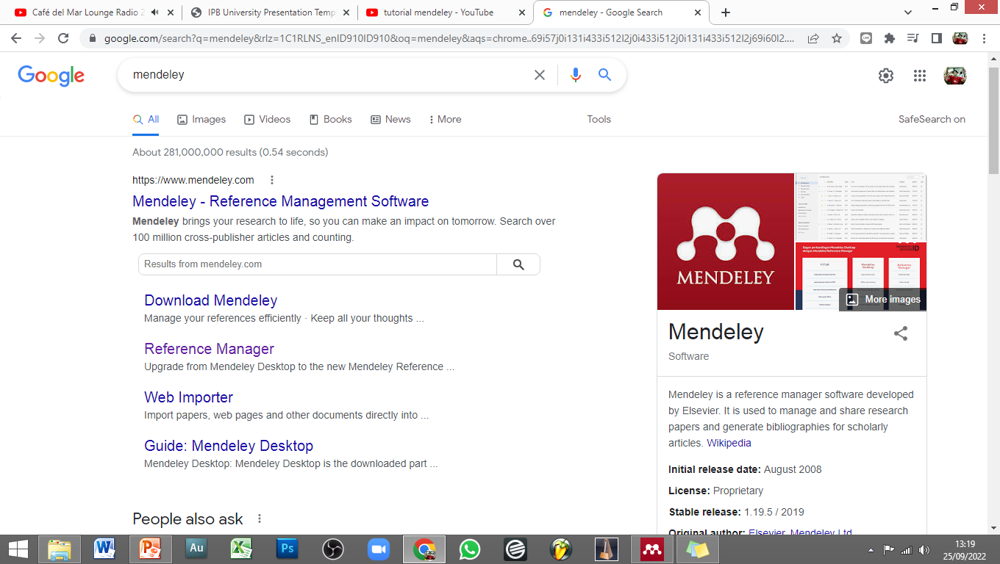 Café del Mar Lounge Radio 2
IPB University Presentation Temp
tutorial mendeley - YouTube
mendeley - Google Search
google.com/search?q=mendeley&rlz=1C1RLNS_enID910ID910&oq=mendeley&aqs=chrome..69i57j0i131i433i512l2j0i433i512j0i131i433i512l2j69i60l2....
Google
mendeley
All
Images
Videos
Books
News
More
Tools
SafeSearch on
About 281,000,000 results (0.54 seconds)
https://www.mendeley.com
Mendeley - Reference Management Software
Mendeley brings your research to life, so you can make an impact on tomorrow. Search over
100 million cross-publisher articles and counting.
Results from mendeley.com
Download Mendeley
Manage your references efficiently · Keep all your thoughts ...
Reference Manager
Upgrade from Mendeley Desktop to the new Mendeley Reference ...
Web Importer
Import papers, web pages and other documents directly into ...
Guide: Mendeley Desktop
Mendeley Desktop: Mendeley Desktop is the downloaded part ...
People also ask
MENDELEY
More images
Mendeley
Software
Mendeley is a reference manager software developed
by Elsevier. It is used to manage and share research
papers and generate bibliographies for scholarly
articles. Wikipedia
Initial release date: August 2008
License: Proprietary
Stable release: 1.19.5 / 2019
Original author: Elsevier, Mendeley Ltd
Au
Ps
13:19
25/09/2022